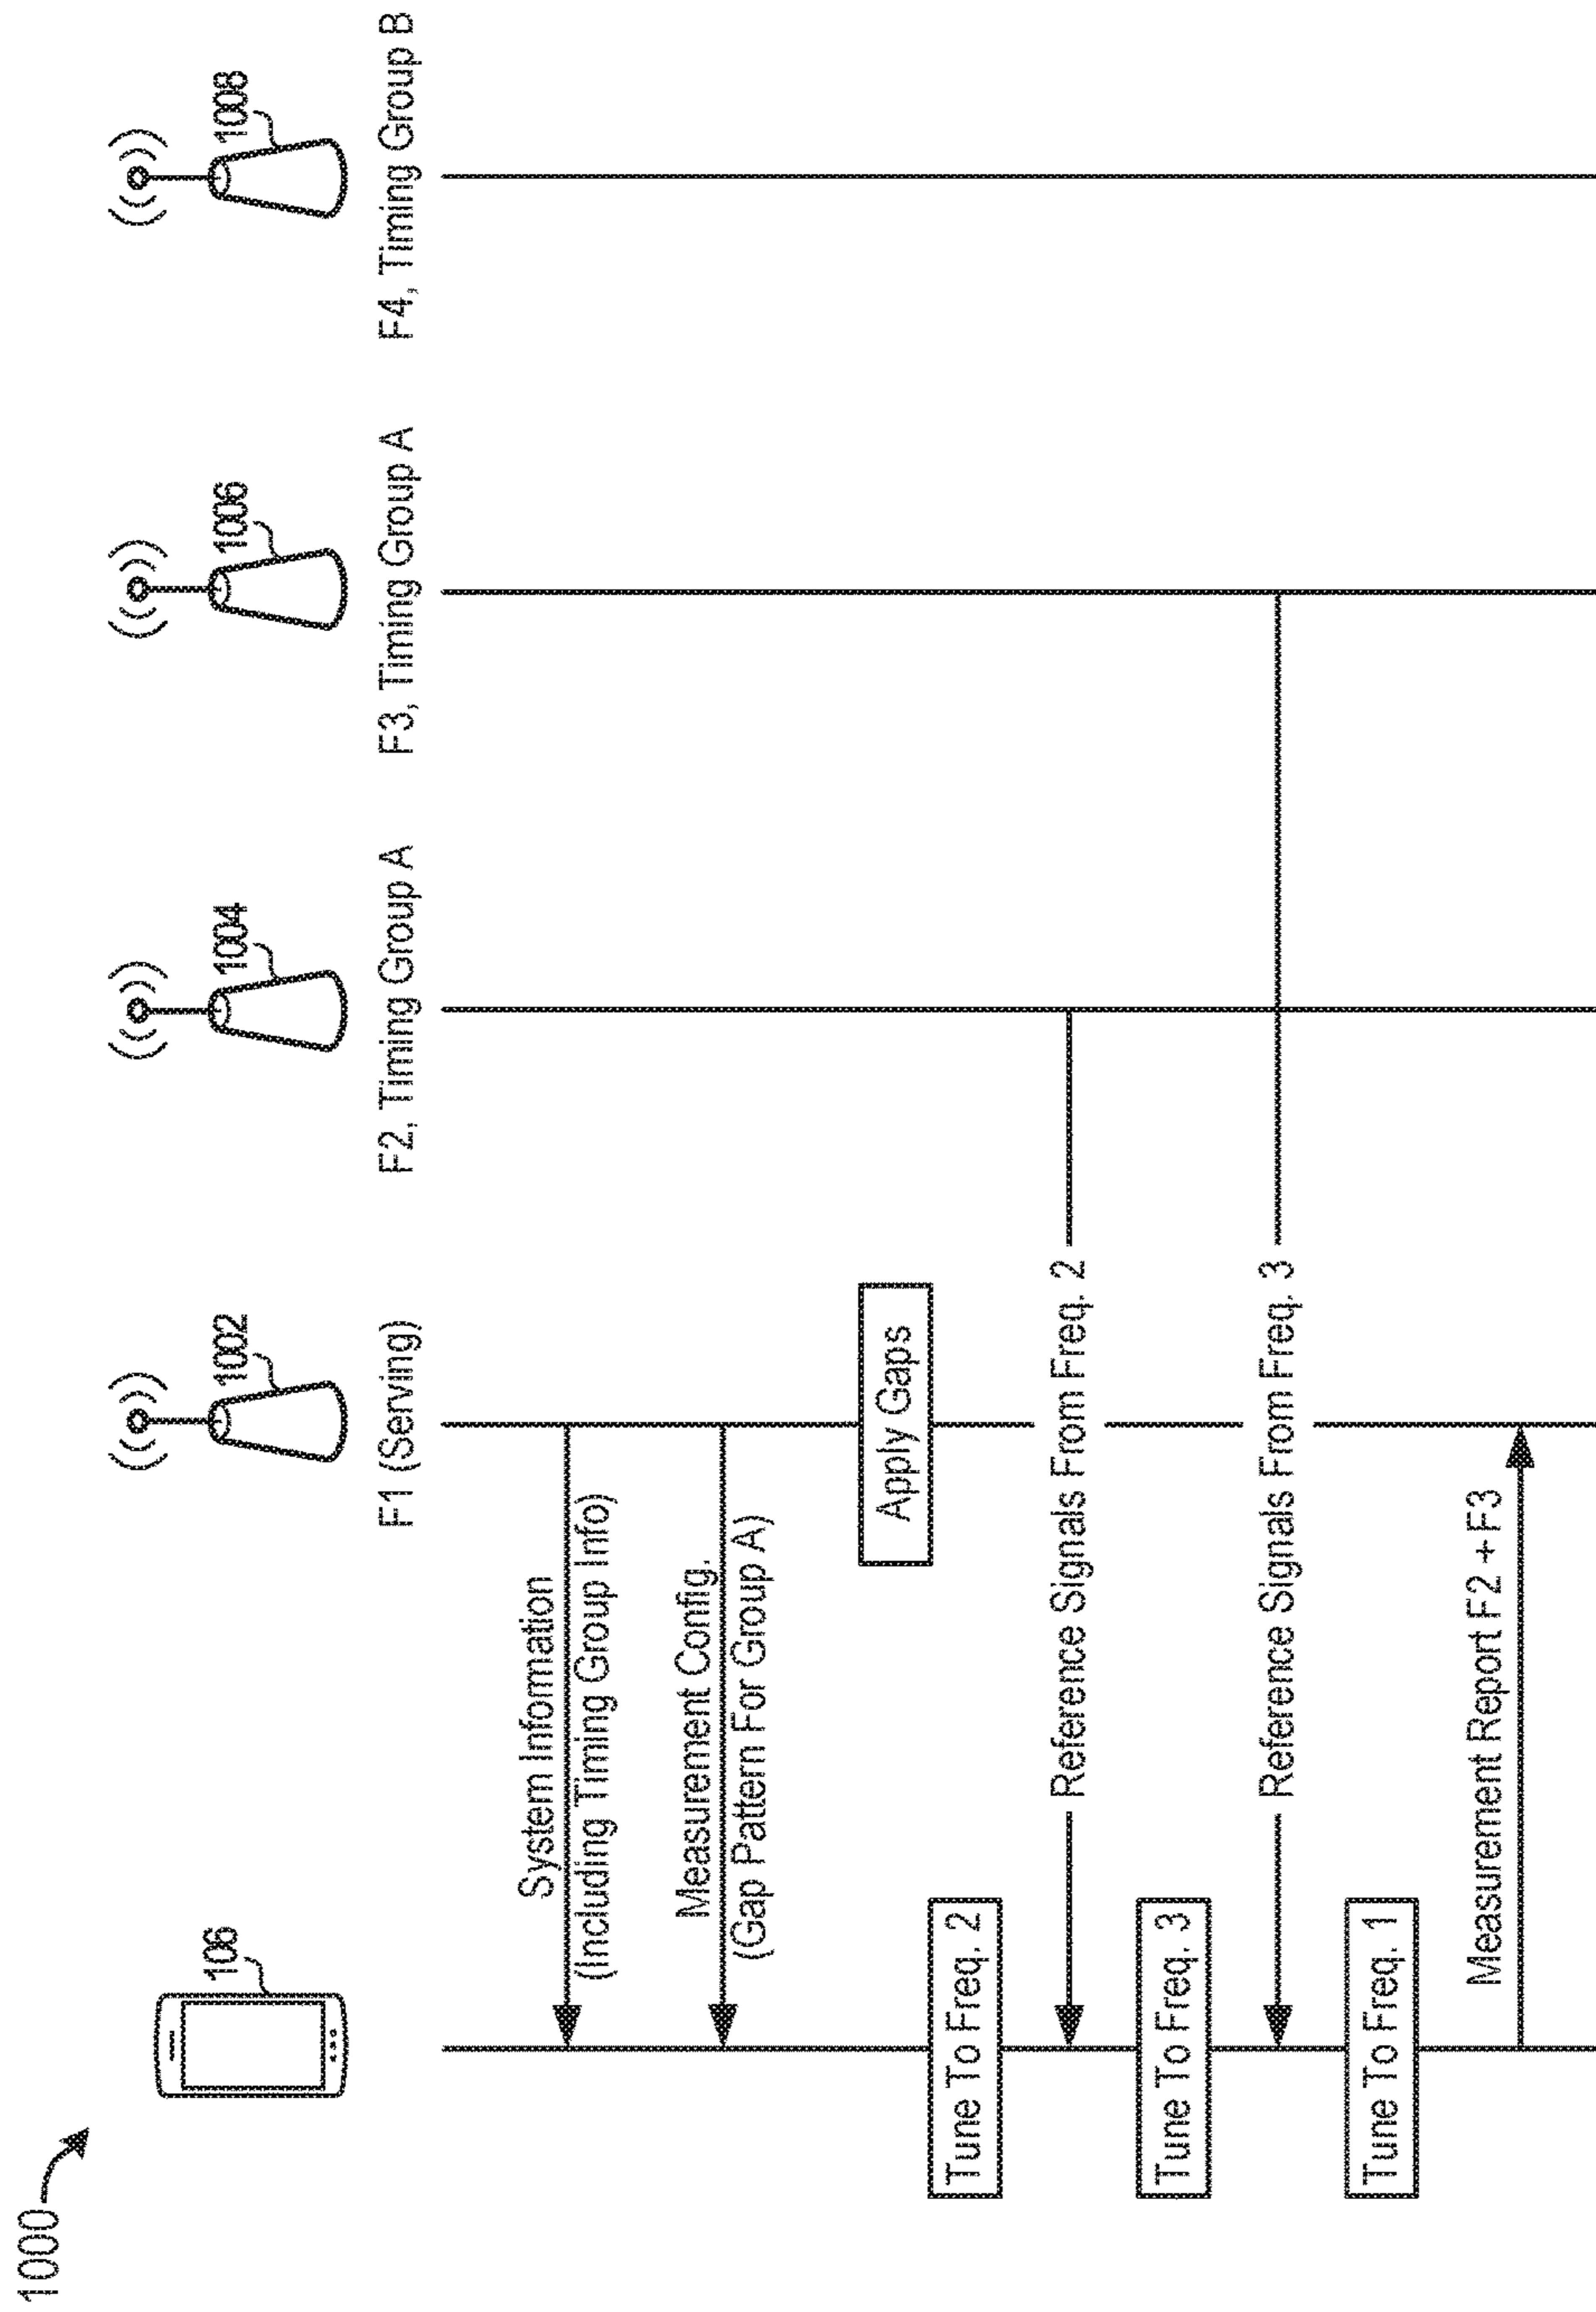 1000
106
1002
1004
1006
1008
F1 (Serving)
F2, Timing Group A
F3, Timing Group A
F4, Timing Group B
System Information
(Including Timing Group Info)
Measurement Config.
(Gap Pattern For Group A)
Apply Gaps
Tune To Freq. 2
Reference Signals From Freq. 2
Tune To Freq. 3
Reference Signals From Freq. 3
Tune To Freq. 1
Measurement Report F2 + F3